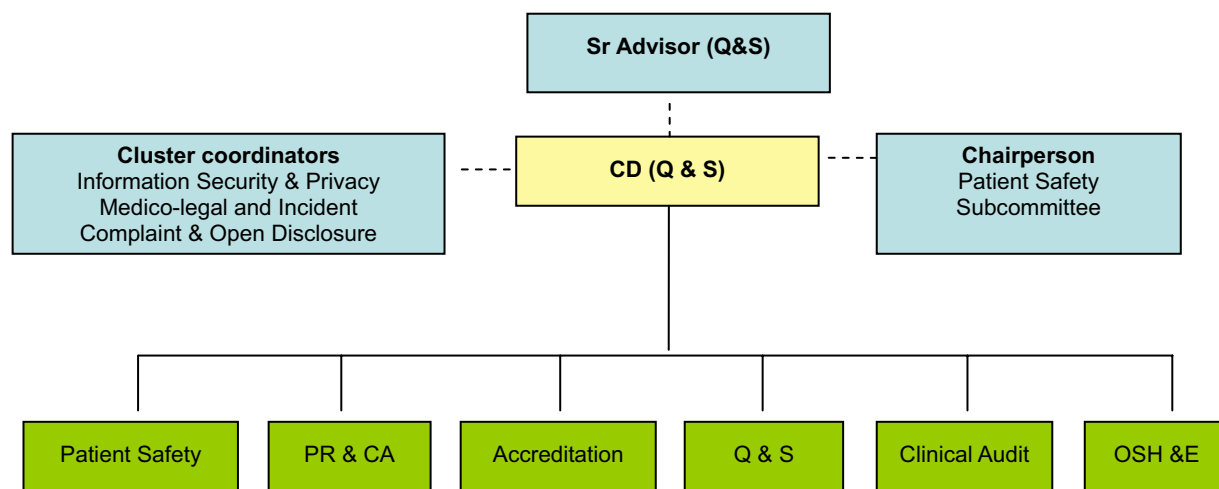 Sr Advisor (Q&S)
Cluster coordinators
Information Security & Privacy
Medico-legal and Incident
Complaint & Open Disclosure
CD (Q & S)
Chairperson
Patient Safety
Subcommittee
Patient Safety
PR & CA
Accreditation
Q & S
Clinical Audit
OSH &E